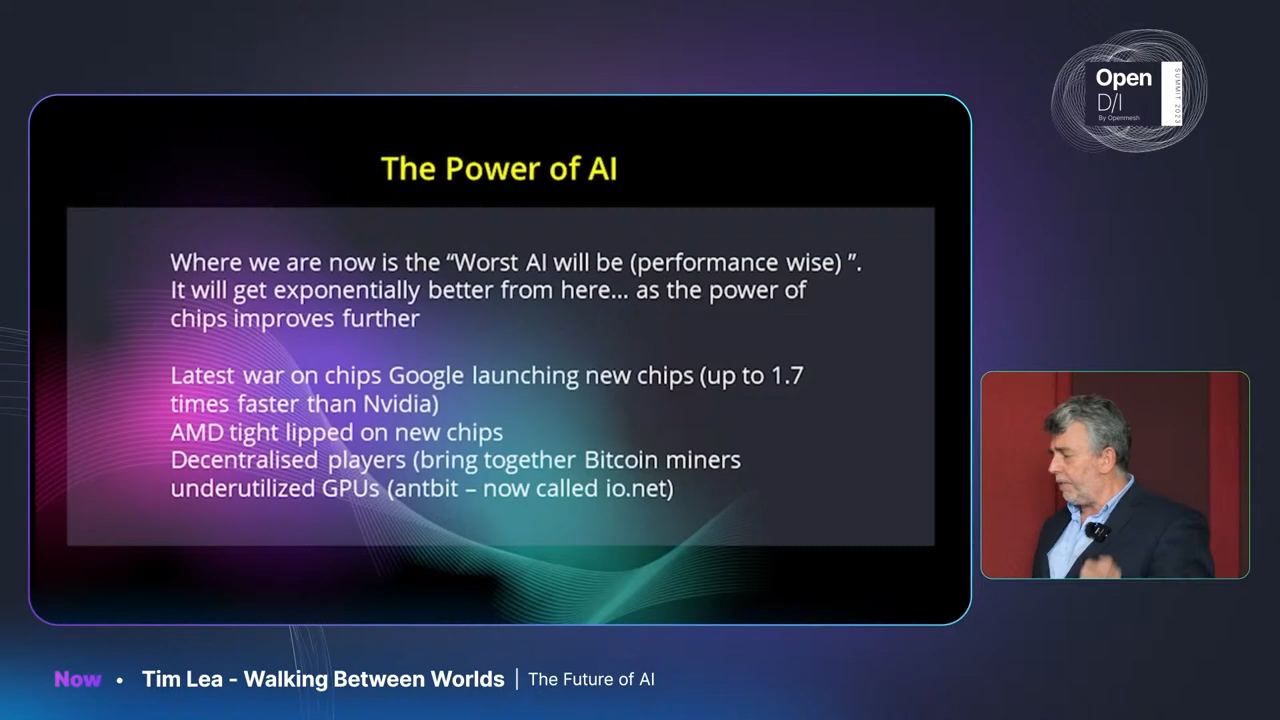 Open
D/I
By Openmesh
SUMMIT 2023
The Power of AI
Where we are now is the “Worst AI will be (performance wise) ”.
It will get exponentially better from here... as the power of
chips improves further
Latest war on chips Google launching new chips (up to 1.7
times faster than Nvidia)
AMD tight lipped on new chips
Decentralised players (bring together Bitcoin miners
underutilized GPUs (antbit – now called io.net)
Now • Tim Lea - Walking Between Worlds | The Future of AI